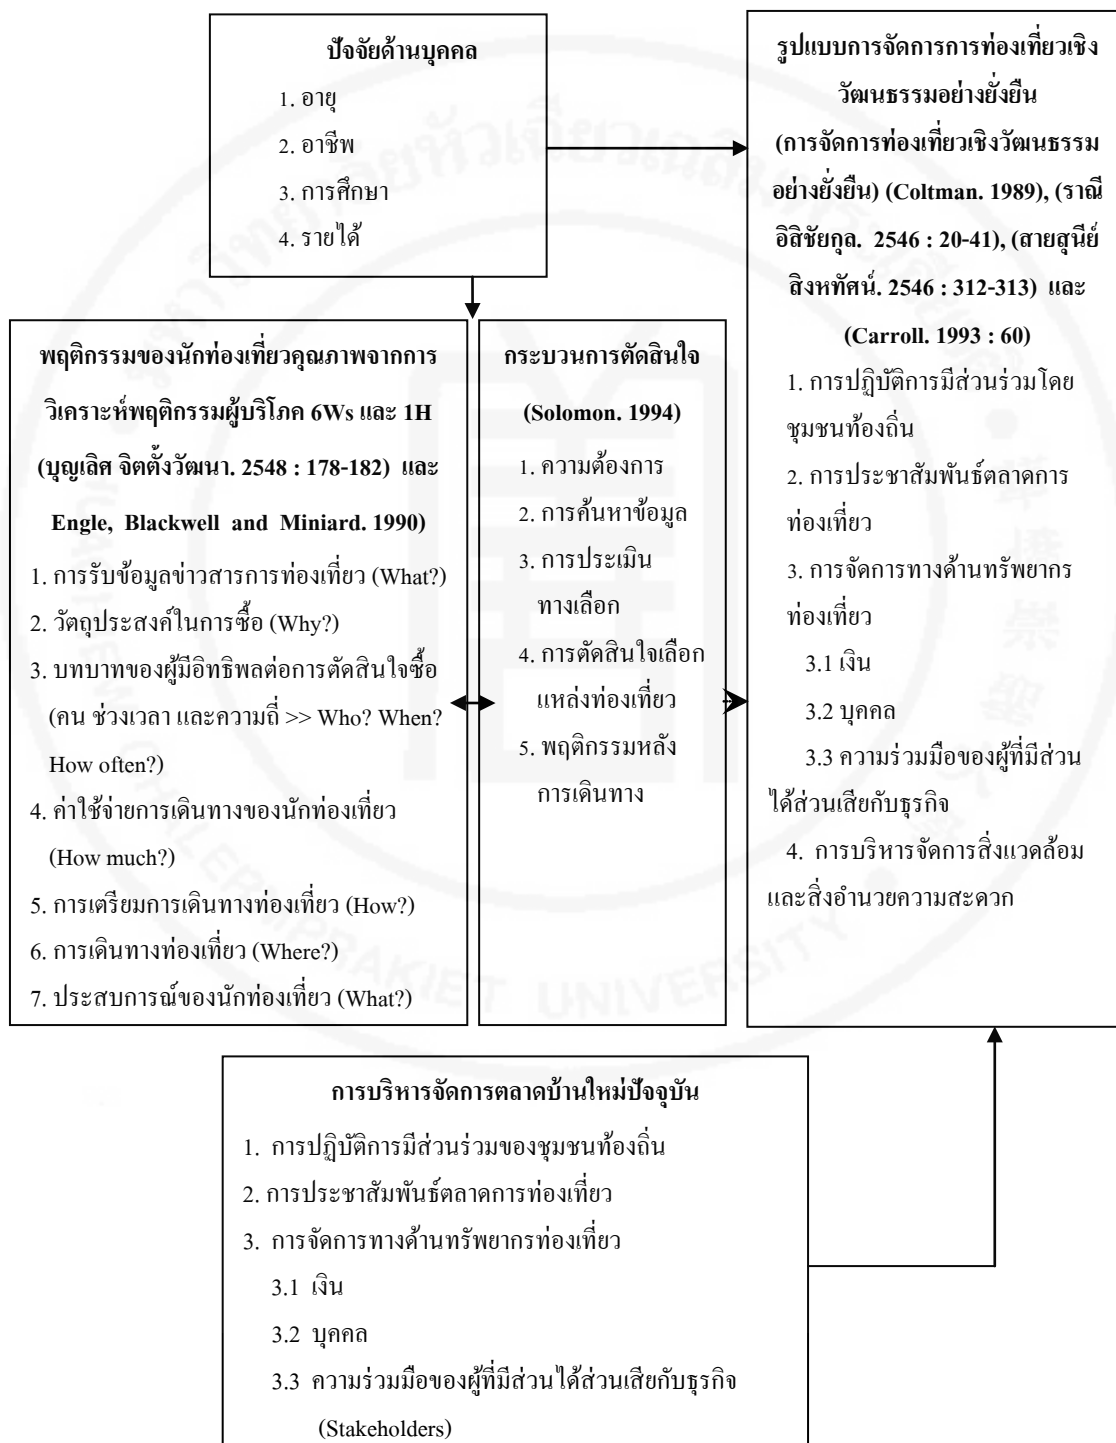 ปัจจัยด้านบุคคล
1. อายุ
2. อาชีพ
3. การศึกษา
4. รายได้
รูปแบบการจัดการการท่องเที่ยวเชิง
วัฒนธรรมอย่างยั่งยืน
(การจัดการท่องเที่ยวเชิงวัฒนธรรม
อย่างยั่งยืน) (Coltman. 1989), (ราณี
อิสิชัยกุล. 2546 : 20-41), (สายสุนีย์
สิงหทัศน์. 2546 : 312-313) และ
(Carroll. 1993 : 60)
1. การปฏิบัติการมีส่วนร่วมโดย
ชุมชนท้องถิ่น
2. การประชาสัมพันธ์ตลาดการ
ท่องเที่ยว
3. การจัดการทางด้านทรัพยากร
ท่องเที่ยว
3.1 เงิน
3.2 บุคคล
3.3 ความร่วมมือของผู้ที่มีส่วน
ได้ส่วนเสียกับธุรกิจ
4. การบริหารจัดการสิ่งแวดล้อม
และสิ่งอำนวยความสะดวก
พฤติกรรมของนักท่องเที่ยวคุณภาพจากการ
วิเคราะห์พฤติกรรมผู้บริโภค 6Ws และ 1H
(บุญเลิศ จิตตั้งวัฒนา. 2548 : 178-182) และ
Engle, Blackwell and Miniard. 1990)
1. การรับข้อมูลข่าวสารการท่องเที่ยว (What?)
2. วัตถุประสงค์ในการซื้อ (Why?)
3. บทบาทของผู้มีอิทธิพลต่อการตัดสินใจซื้อ
(คน ช่วงเวลา และความถี่ >> Who? When?
How often?)
4. ค่าใช้จ่ายการเดินทางของนักท่องเที่ยว
(How much?)
5. การเตรียมการเดินทางท่องเที่ยว (How?)
6. การเดินทางท่องเที่ยว (Where?)
7. ประสบการณ์ของนักท่องเที่ยว (What?)
กระบวนการตัดสินใจ
(Solomon. 1994)
1. ความต้องการ
2. การค้นหาข้อมูล
3. การประเมิน
ทางเลือก
4. การตัดสินใจเลือก
แหล่งท่องเที่ยว
5. พฤติกรรมหลัง
การเดินทาง
การบริหารจัดการตลาดบ้านใหม่ปัจจุบัน
1. การปฏิบัติการมีส่วนร่วมของชุมชนท้องถิ่น
2. การประชาสัมพันธ์ตลาดการท่องเที่ยว
3. การจัดการทางด้านทรัพยากรท่องเที่ยว
3.1 เงิน
3.2 บุคคล
3.3 ความร่วมมือของผู้ที่มีส่วนได้ส่วนเสียกับธุรกิจ
(Stakeholders)